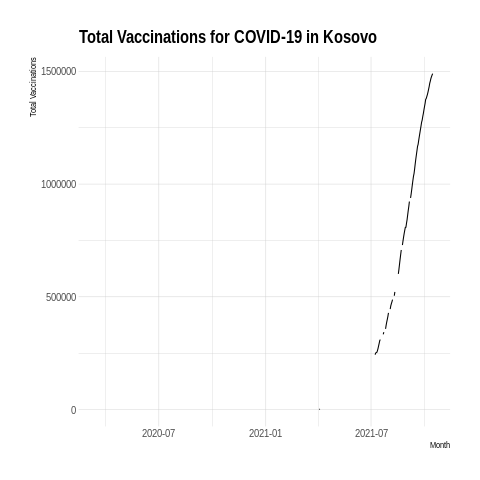 Total Vaccinations for COVID-19 in Kosovo
Total Vaccinations
1500000
1000000
500000
0
2020-07 2021-01 2021-07
Month